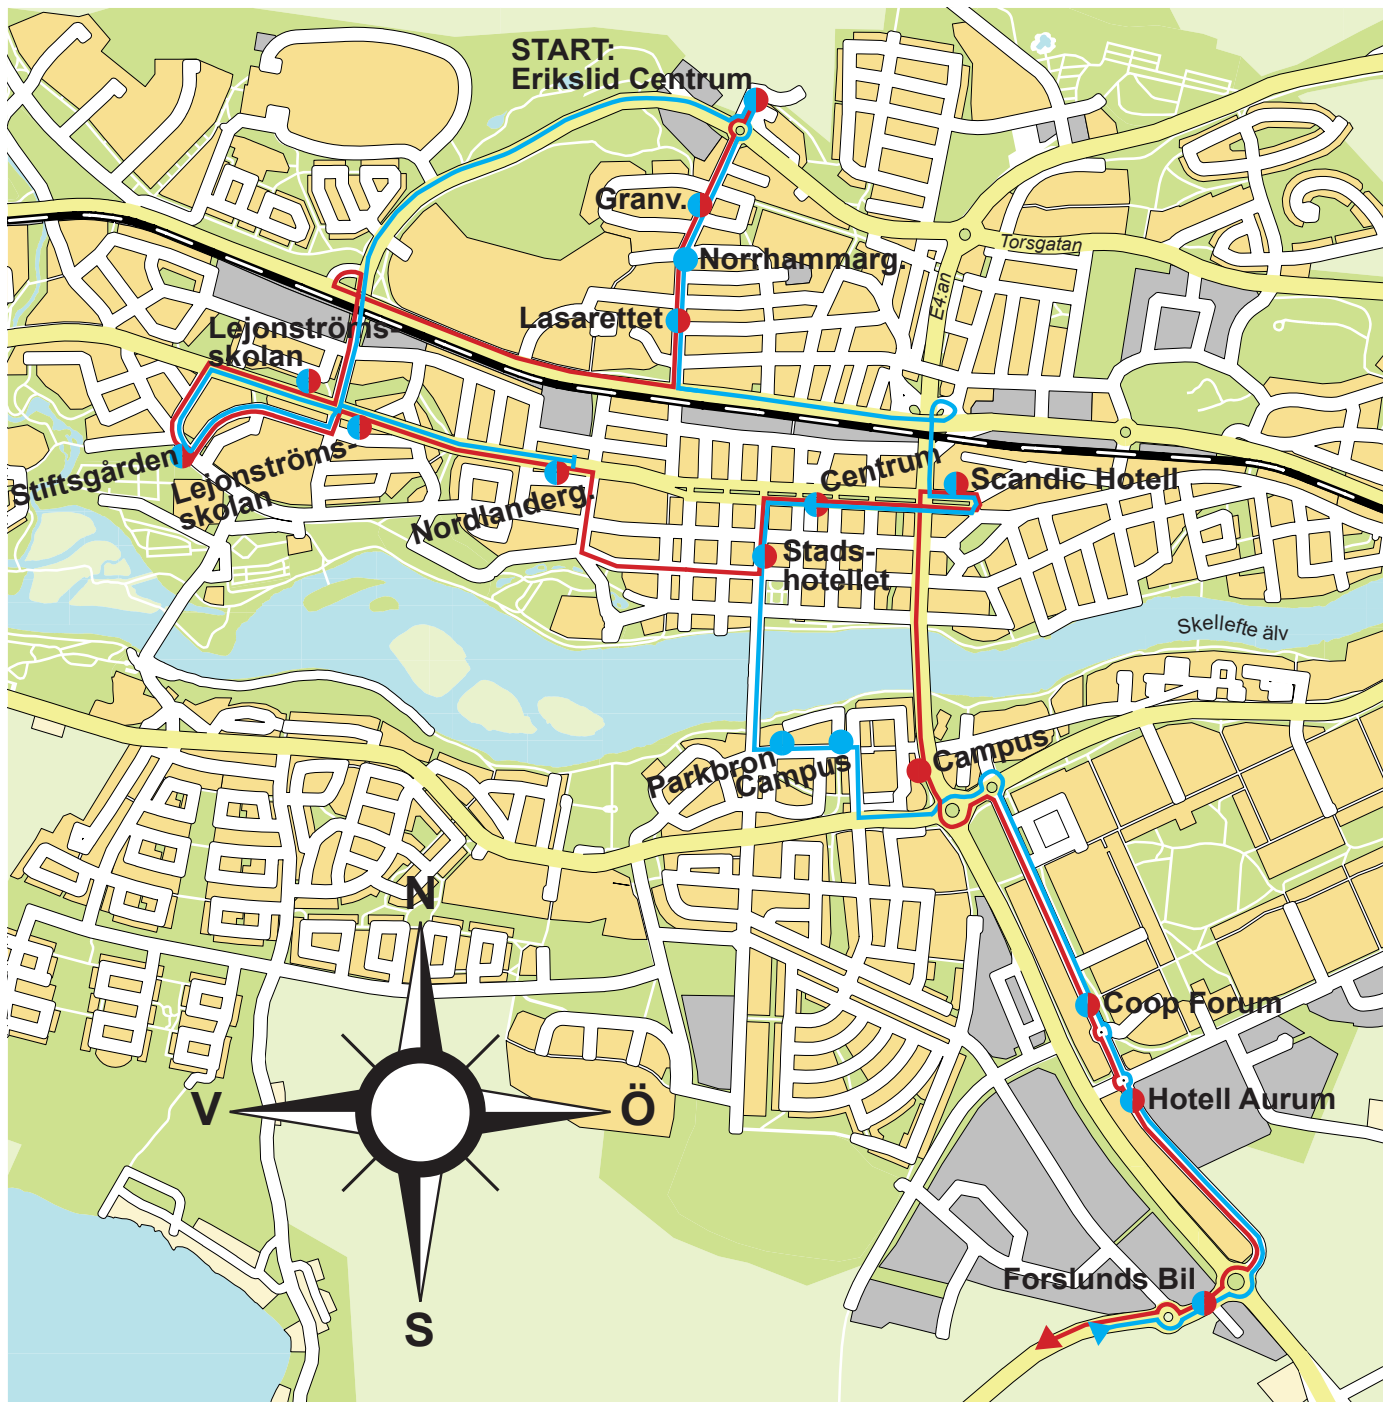 START:
Erikslid Centrum
Granv.
Torsgatan
Norrhammarg.
E4:an
Lasarettet
Lejonströms-
skolan
Centrum
Scandic Hotell
Stiftsgården
Lejonströms-
skolan
Nordlanderg.
Stads-
hotellet
Skellefte älv
Parkbron
Campus
Campus
N
Coop Forum
V
Ö
Hotell Aurum
Forslunds Bil
S